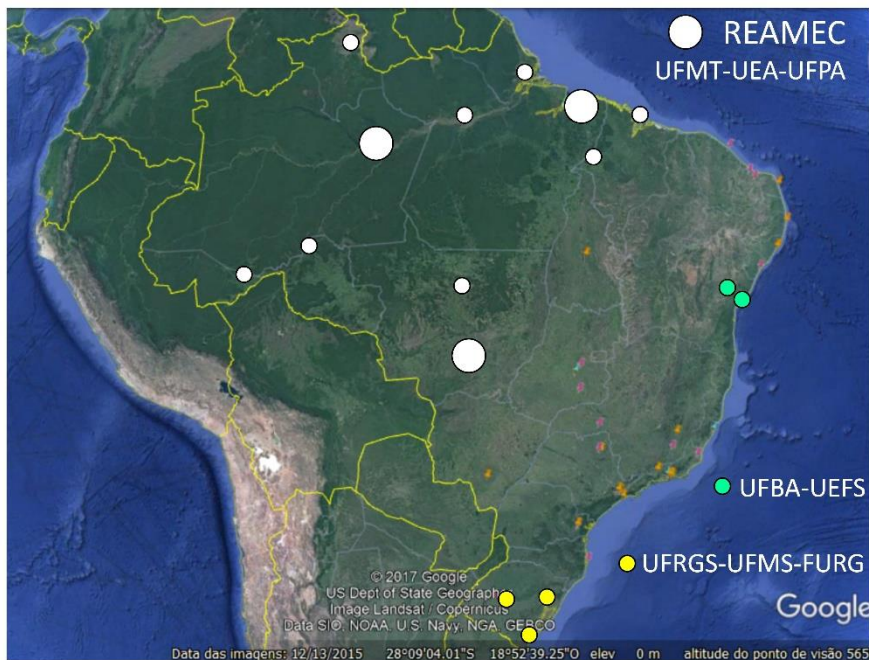 REAMEC
UFMT-UEA-UFPA
UFBA-UEFS
UFRGS-UFMS-FURG
© 2017 Google
US Dept of State Geographer
Image Landsat / Copernicus
Data SIO, NOAA, U.S. Navy, NGA, GEBCO
Google
Data das imagens: 12/13/2015 28°09'04.01"S 18°52'39.25"O elev 0 m altitude do ponto de visão 565